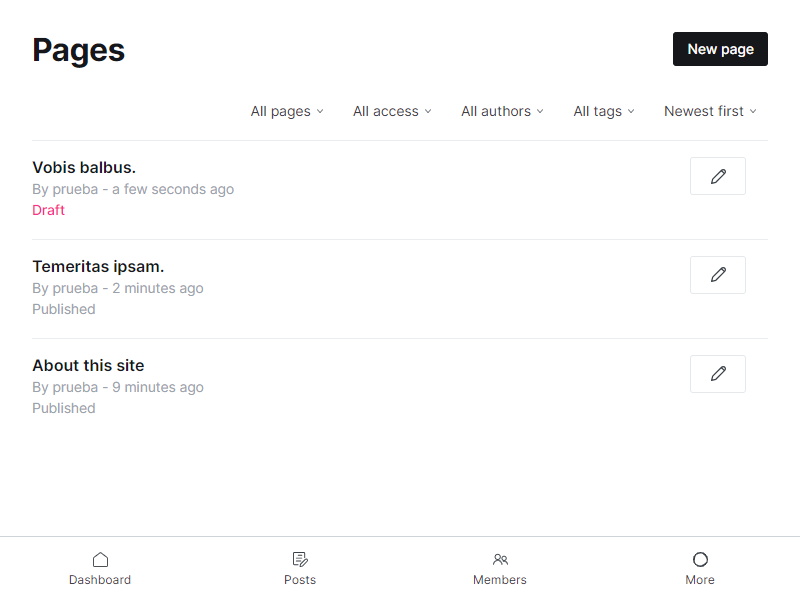 Pages
New page
All pages
All access
All authors
All tags
Newest first
Vobis balbus.
By prueba - a few seconds ago
Draft
Temeritas ipsam.
By prueba - 2 minutes ago
Published
About this site
By prueba - 9 minutes ago
Published
Dashboard
Posts
Members
More